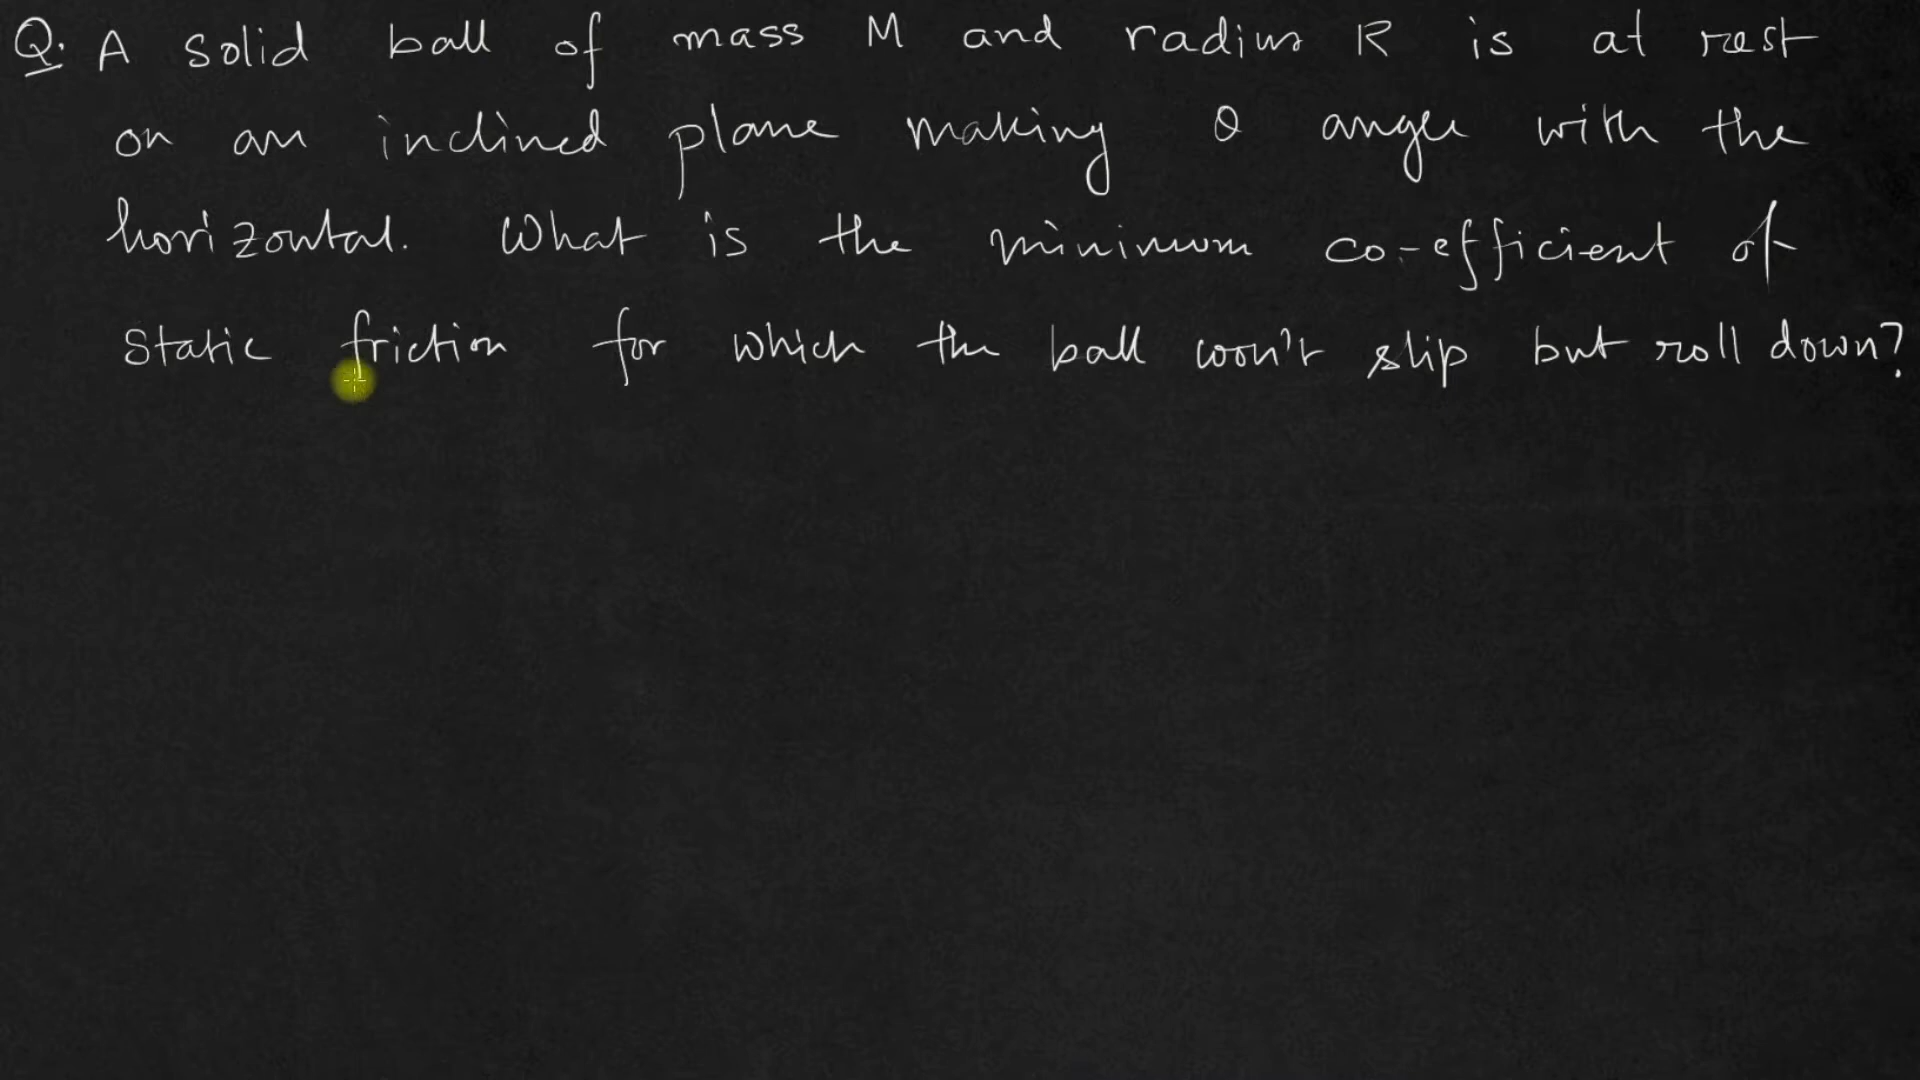 Q. A solid ball of mass M and radius R is at rest
on an inclined plane making θ angle with the
horizontal. What is the minimum co-efficient of
static friction for which the ball won't slip but roll down?